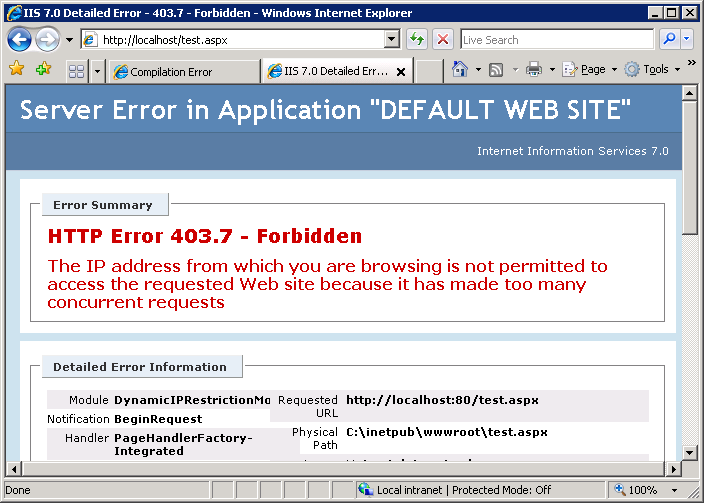 IIS 7.0 Detailed Error - 403.7 - Forbidden - Windows Internet Explorer
http://localhost/test.aspx
Live Search
Compilation Error
IIS 7.0 Detailed Err...
Page
Tools
Server Error in Application "DEFAULT WEB SITE"
Internet Information Services 7.0
Error Summary
HTTP Error 403.7 - Forbidden
The IP address from which you are browsing is not permitted to
access the requested Web site because it has made too many
concurrent requests
Detailed Error Information
Module DynamicIPRestrictionMo
Notification BeginRequest
Handler PageHandlerFactory-
Integrated
Requested
URL http://localhost:80/test.aspx
Physical
Path C:\inetpub\wwwroot\test.aspx
Done
Local intranet | Protected Mode: Off
100%